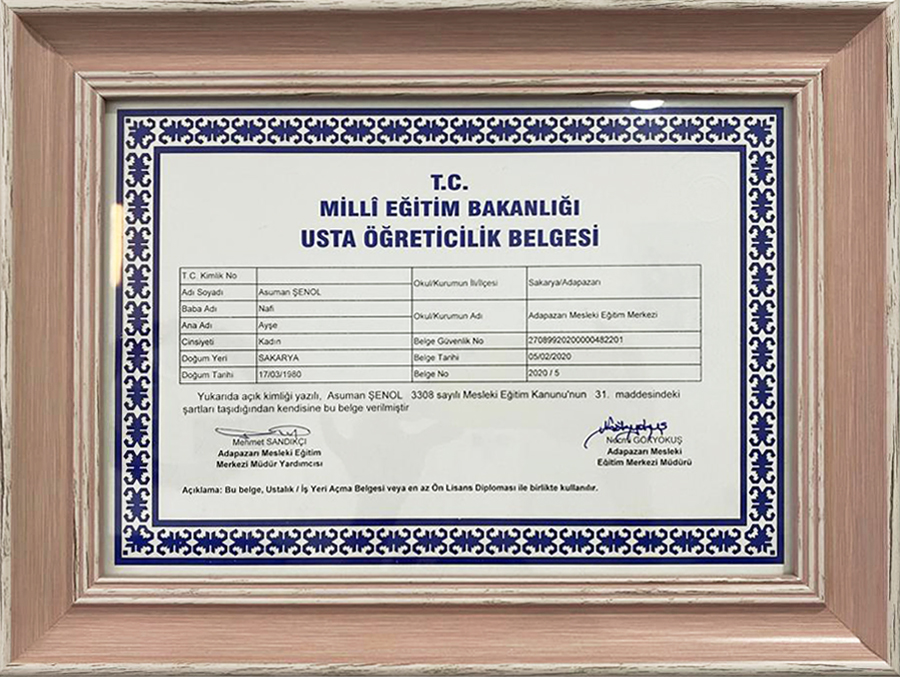 T.C.
MİLLÎ EĞİTİM BAKANLIĞI
USTA ÖĞRETİCİLİK BELGESİ
T.C. Kimlik No
Adı Soyadı Asuman ŞENOL
Baba Adı Nafi
Ana Adı Ayşe
Cinsiyeti Kadın
Doğum Yeri SAKARYA
Doğum Tarihi 17/03/1980
Okul/Kurumun İli/İlçesi Sakarya/Adapazarı
Okul/Kurumun Adı Adapazarı Mesleki Eğitim Merkezi
Belge Güvenlik No 27089920200000482201
Belge Tarihi 05/02/2020
Belge No 2020 / 5
Yukarıda açık kimliği yazılı, Asuman ŞENOL 3308 sayılı Mesleki Eğitim Kanunu'nun 31. maddesindeki
şartları taşıdığından kendisine bu belge verilmiştir
Mehmet SANDIKÇI
Adapazarı Mesleki Eğitim
Merkezi Müdür Yardımcısı
GÖKYOKUŞ
Adapazarı Mesleki
Eğitim Merkezi Müdürü
Açıklama: Bu belge, Ustalık / İş Yeri Açma Belgesi veya en az Ön Lisans Diploması ile birlikte kullanılır.